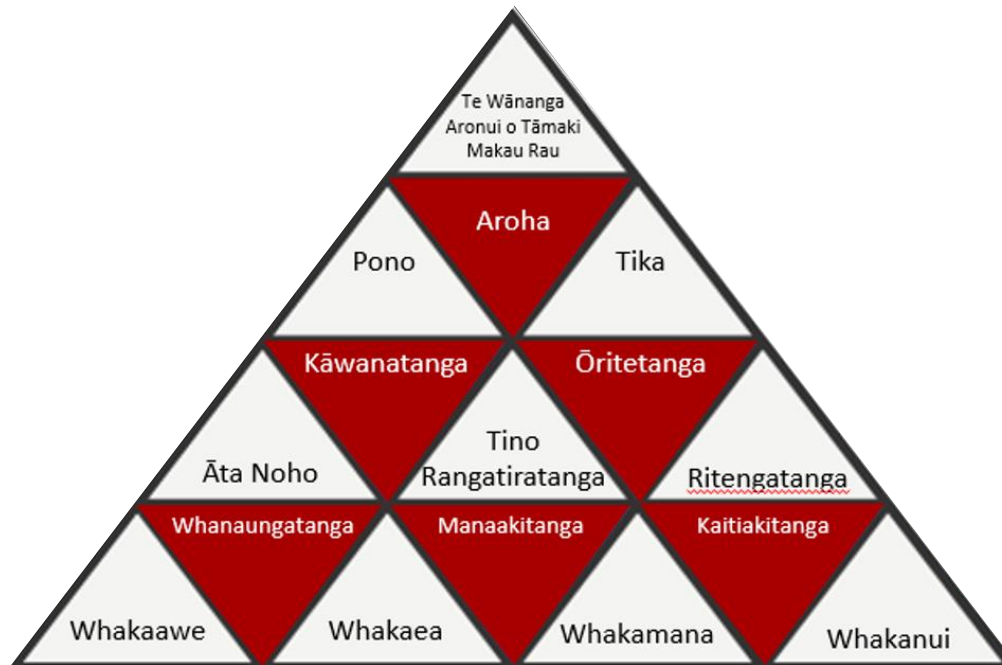 Te Wānanga
Aronui o Tāmaki
Makau Rau
Aroha
Pono
Tika
Kāwanatanga
Ōritetanga
Āta Noho
Tino
Rangatiratanga
Ritengatanga
Whanaungatanga
Manaakitanga
Kaitiakitanga
Whakaawe
Whakaea
Whakamana
Whakanui